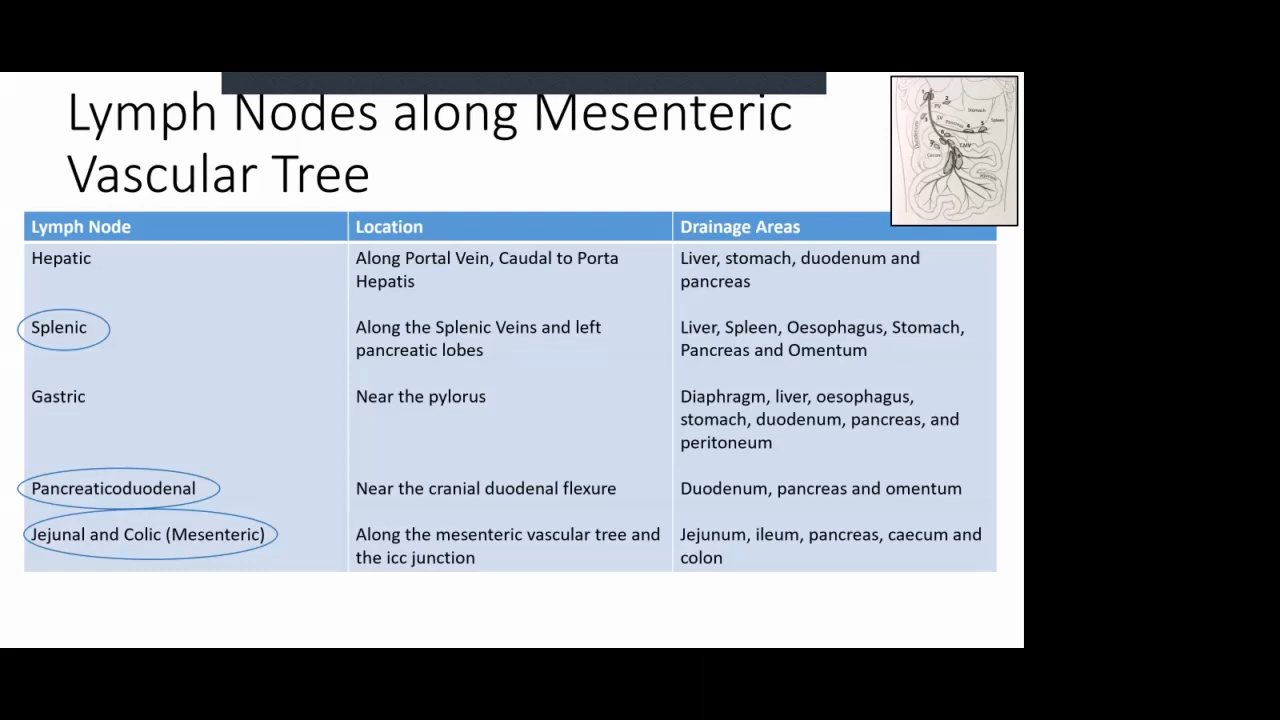 Lymph Nodes along Mesenteric
Vascular Tree
Lymph Node Location Drainage Areas
Hepatic
Along Portal Vein, Caudal to Porta
Hepatis
Liver, stomach, duodenum and
pancreas
Splenic
Along the Splenic Veins and left
pancreatic lobes
Liver, Spleen, Oesophagus, Stomach,
Pancreas and Omentum
Gastric
Near the pylorus
Diaphragm, liver, oesophagus,
stomach, duodenum, pancreas, and
peritoneum
Pancreaticoduodenal
Near the cranial duodenal flexure
Duodenum, pancreas and omentum
Jejunal and Colic (Mesenteric)
Along the mesenteric vascular tree and
the icc junction
Jejunum, ileum, pancreas, caecum and
colon
PV
Stomach
Spleen